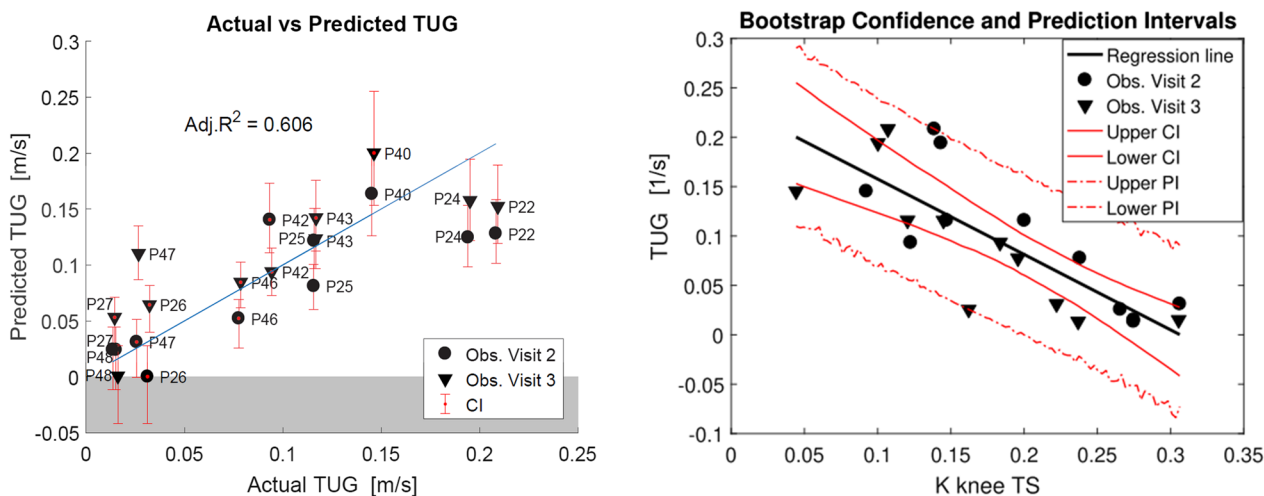 Actual vs Predicted TUG
0.3
0.25
0.2
0.15
0.1
0.05
0
-0.05
Predicted TUG [m/s]
Adj.R² = 0.606
P40
P40
P24
P22
P24
P22
P42
P43
P25
P43
P42
P25
P46
P46
P47
P26
P27
P27
P47
P48
P48
P26
Obs. Visit 2
Obs. Visit 3
CI
0
0.05
0.1
0.15
0.2
0.25
Actual TUG [m/s]
Bootstrap Confidence and Prediction Intervals
0.3
0.25
0.2
0.15
0.1
0.05
0
-0.05
-0.1
TUG [1/s]
Regression line
Obs. Visit 2
Obs. Visit 3
Upper CI
Lower CI
Upper PI
Lower PI
0
0.05
0.1
0.15
0.2
0.25
0.3
0.35
K knee TS